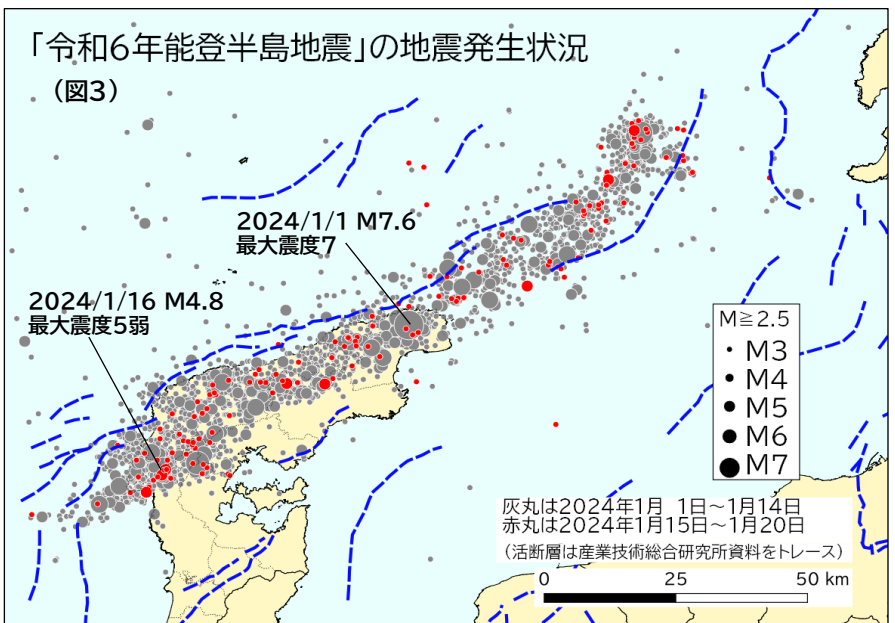 「令和6年能登半島地震」の地震発生状況
（図3）
2024/1/1 M7.6
最大震度7
2024/1/16 M4.8
最大震度5弱
M≧2.5
M3
M4
M5
M6
M7
灰丸は2024年1月 1日～1月14日
赤丸は2024年1月15日～1月20日
（活断層は産業技術総合研究所資料をトレース）
0 25 50 km